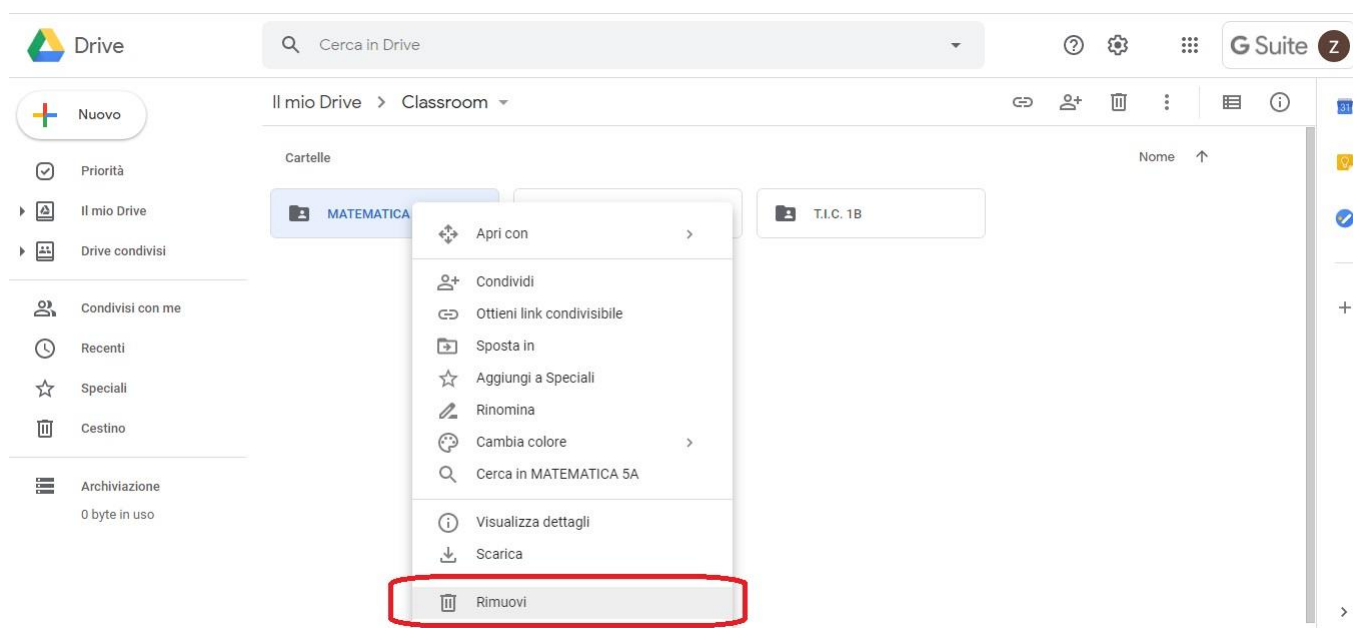 Drive
Cerca in Drive
G Suite
Z
Nuovo
Il mio Drive > Classroom
31
Priorità
Il mio Drive
Drive condivisi
Condivisi con me
Recenti
Speciali
Cestino
Archiviazione
0 byte in uso
Cartelle
Nome
MATEMATICA
T.I.C. 1B
Apri con
Condividi
Ottieni link condivisibile
Sposta in
Aggiungi a Speciali
Rinomina
Cambia colore
Cerca in MATEMATICA 5A
Visualizza dettagli
Scarica
Rimuovi